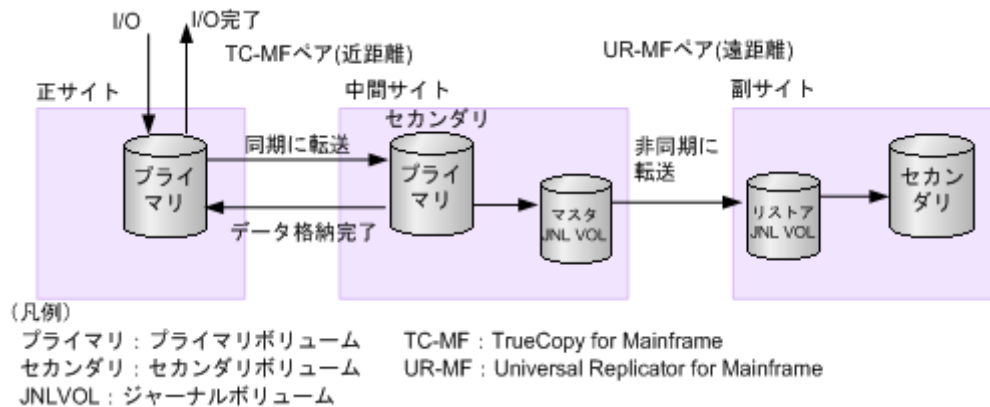 I/O
I/O完了
TC-MFペア(近距離)
UR-MFペア(遠距離)
正サイト
中間サイト
副サイト
セカンダリ
プライ
マリ
同期に転送
データ格納完了
プライ
マリ
マスタ
JNL VOL
非同期に
転送
リストア
JNL VOL
セカン
ダリ
(凡例)
プライマリ:プライマリボリューム
TC-MF:TrueCopy for Mainframe
セカンダリ:セカンダリボリューム
UR-MF:Universal Replicator for Mainframe
JNLVOL:ジャーナルボリューム